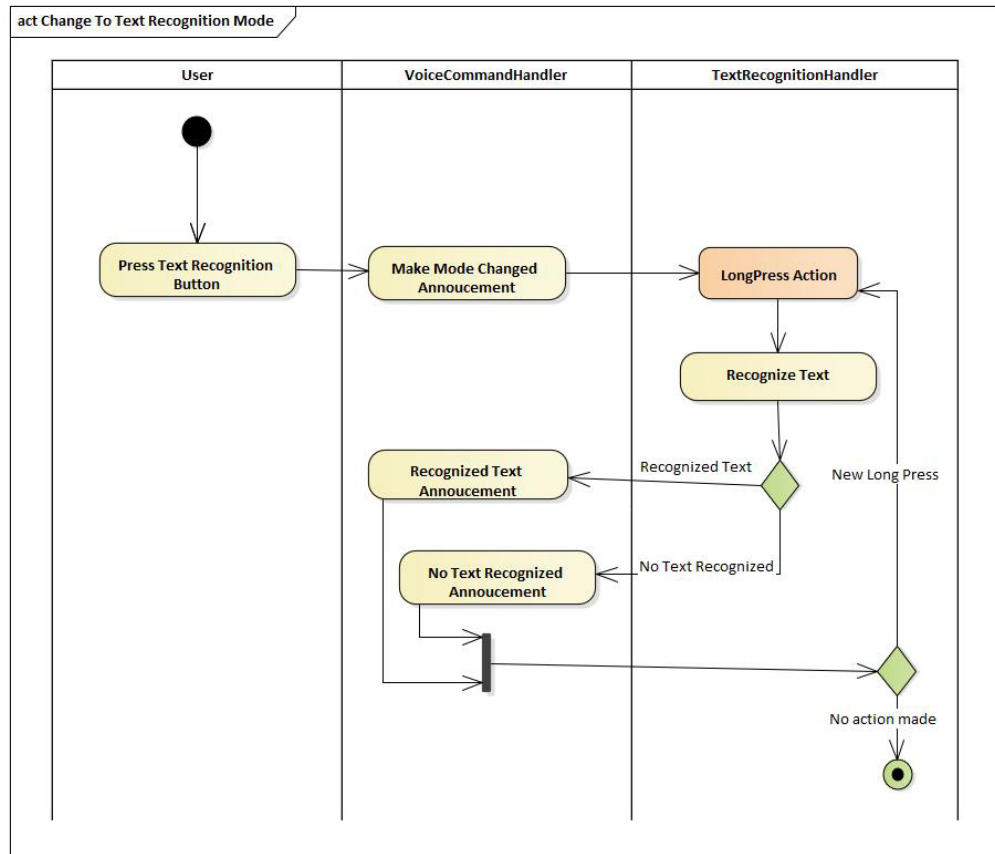 act Change To Text Recognition Mode
User
VoiceCommandHandler
TextRecognitionHandler
Press Text Recognition
Button
Make Mode Changed
Annoucement
LongPress Action
Recognize Text
Recognized Text
Recognized Text
Annoucement
New Long Press
No Text Recognized
No Text Recognized
Annoucement
No action made